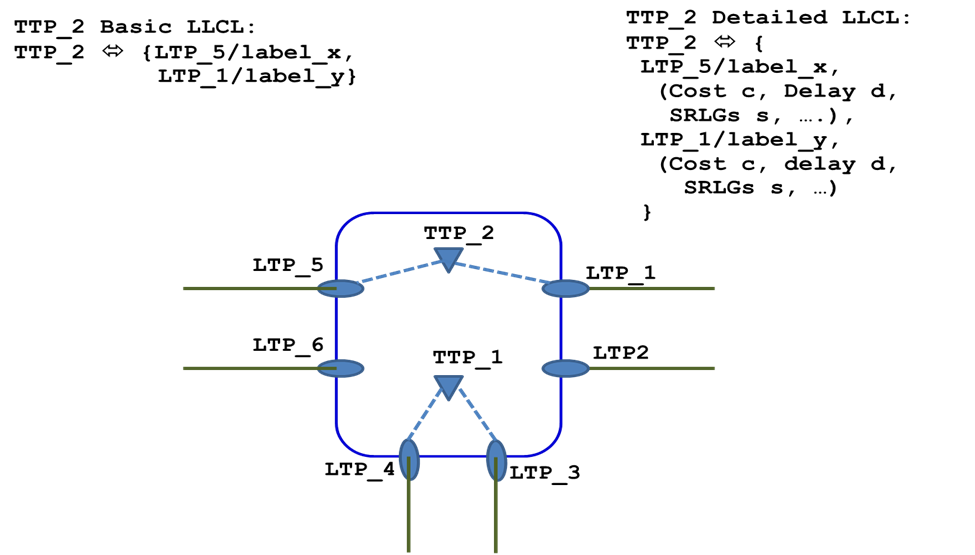 TTP_2 Basic LLCL:
TTP_2 ⇔ {LTP_5/label_x,
LTP_1/label_y}
TTP_2 Detailed LLCL:
TTP_2 ⇔ {
LTP_5/label_x,
(Cost c, Delay d,
SRLGs s, ….),
LTP_1/label_y,
(Cost c, delay d,
SRLGs s, …)
}
TTP_2
LTP_5
LTP_1
LTP_6
TTP_1
LTP2
LTP_4
LTP_3